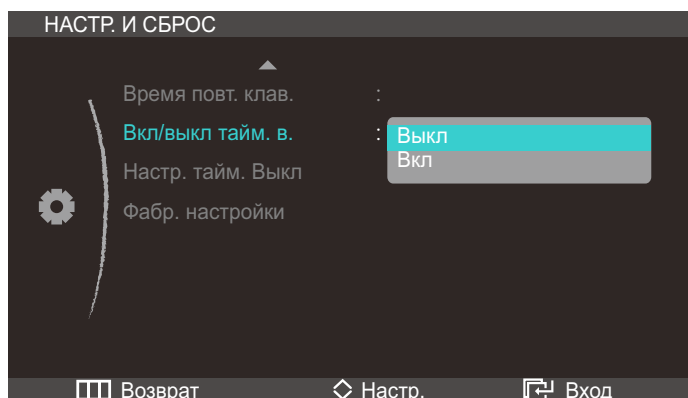 НАСТР. И СБРОС
Время повт. клав. :
Вкл/выкл тайм. в. : Выкл
Вкл
Настр. тайм. Выкл
Фабр. настройки
Возврат Настр. Вход